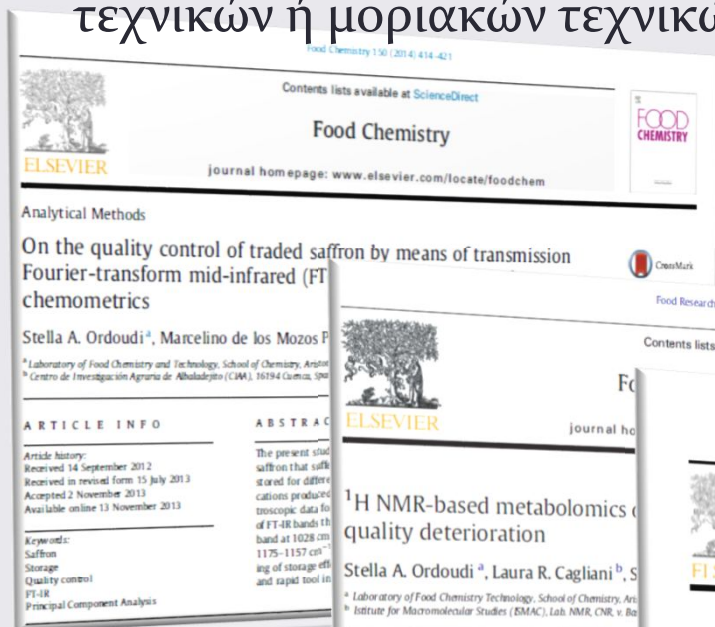 τεχνικών ή μοριακών τεχνικώ
Food Chemistry 150 (2014) 414-421
Contents lists available at ScienceDirect
Food Chemistry
journal homepage: www.elsevier.com/locate/foodchem
ELSEVIER
FOOD
CHEMISTRY
Analytical Methods
On the quality control of traded saffron by means of transmission
Fourier-transform mid-infrared (FT
chemometrics
CrossMark
Stella A. Ordoudi a, Marcelino de los Mozos P
a Laboratory of Food Chemistry and Technology, School of Chemistry, Aristot
b Centro de Investigación Agraria de Albaladejito (CIAA), 16194 Cuenca, Spa
ARTICLE INFO
Article history:
Received 14 September 2012
Received in revised form 15 July 2013
Accepted 2 November 2013
Available online 13 November 2013
Keywords:
Saffron
Storage
Quality control
FT-IR
Principal Component Analysis
ABSTRAC
The present stud
saffron that suffe
stored for differe
cations produced
troscopic data fo
of FT-IR bands th
band at 1028 cm
1175–1157 cm⁻¹
ing of storage effe
and rapid tool in
Food Research
Contents lists
Fo
journal ho
ELSEVIER
¹H NMR-based metabolomics
quality deterioration
Stella A. Ordoudi a, Laura R. Cagliani b, S
a Laboratory of Food Chemistry Technology, School of Chemistry, Ari
b Istitute for Macromolecular Studies (ISMAC), Lab. NMR, CNR, v. Ba